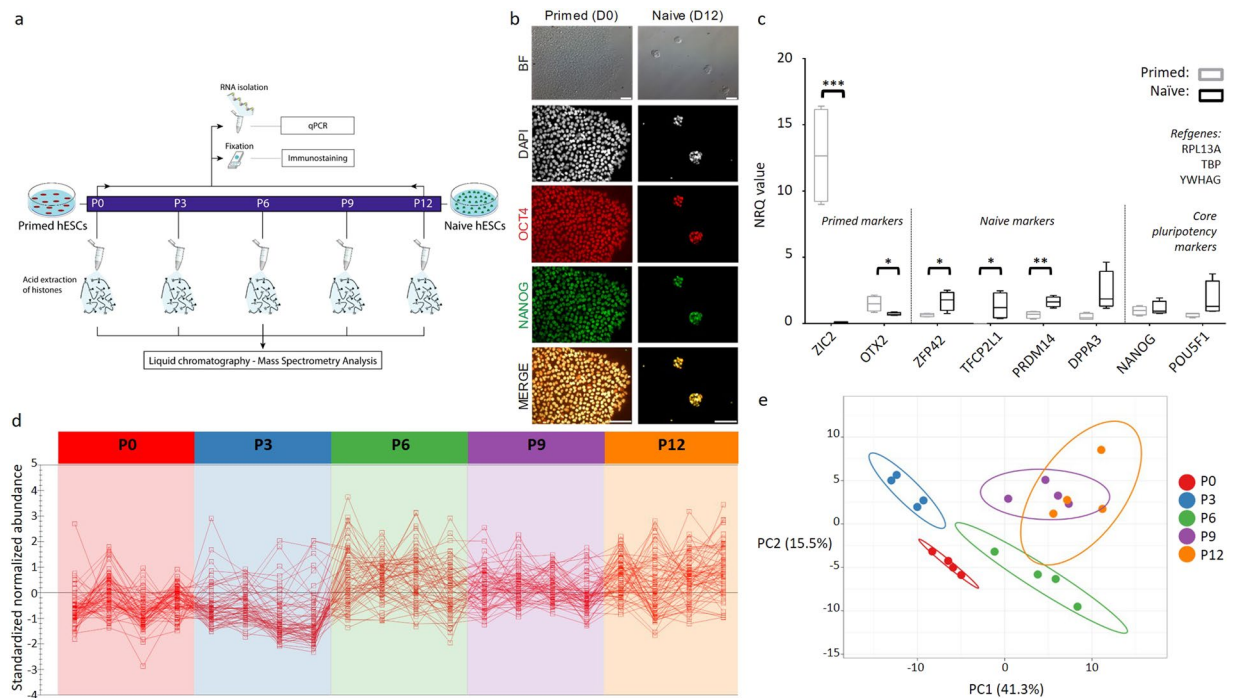 a
RNA isolation
qPCR
Fixation
Immunostaining
P0 P3 P6 P9 P12
Primed hESCs
Naive hESCs
Acid extraction
of histones
Liquid chromatography - Mass Spectrometry Analysis
b
Primed (D0) Naive (D12)
BF
DAPI
OCT4
NANOG
MERGE
c
NRQ value
20
15
10
5
0
Primed:
Naïve:
Refgenes:
RPL13A
TBP
YWHAG
***
Primed markers
Naive markers
Core
pluripotency
markers
* * * **
ZIC2 OTX2 ZFP42 TFCP2L1 PRDM14 DPPA3 NANOG POU5F1
d
P0 P3 P6 P9 P12
Standardized normalized abundance
5
4
3
2
1
0
-1
-2
-3
-4
e
PC2 (15.5%)
10
5
0
-5
-10
-15
-10 0 10
PC1 (41.3%)
P0
P3
P6
P9
P12